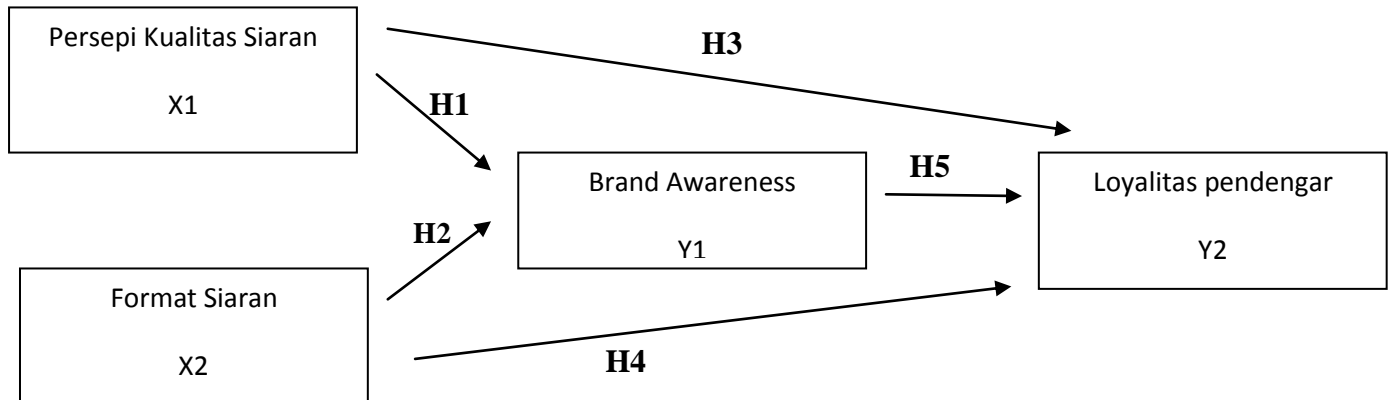 Persepi Kualitas Siaran
X1
H3
H1
Brand Awareness
Y1
H5
Loyalitas pendengar
Y2
H2
Format Siaran
X2
H4